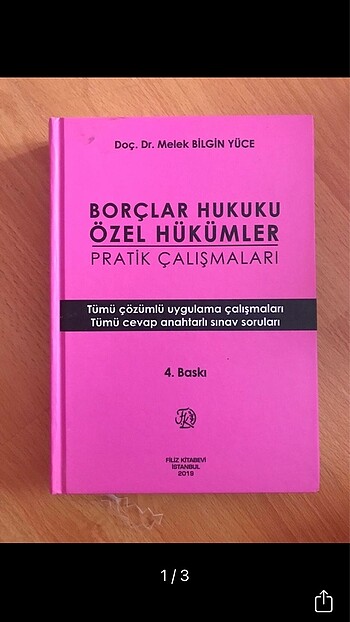 Doç. Dr. Melek BİLGİN YÜCE
BORÇLAR HUKUKU
ÖZEL HÜKÜMLER
PRATİK ÇALIŞMALARI
Tümü çözümlü uygulama çalışmaları
Tümü cevap anahtarlı sınav soruları
4. Baskı
FİLİZ KİTABEVİ
İSTANBUL
2019
1/3